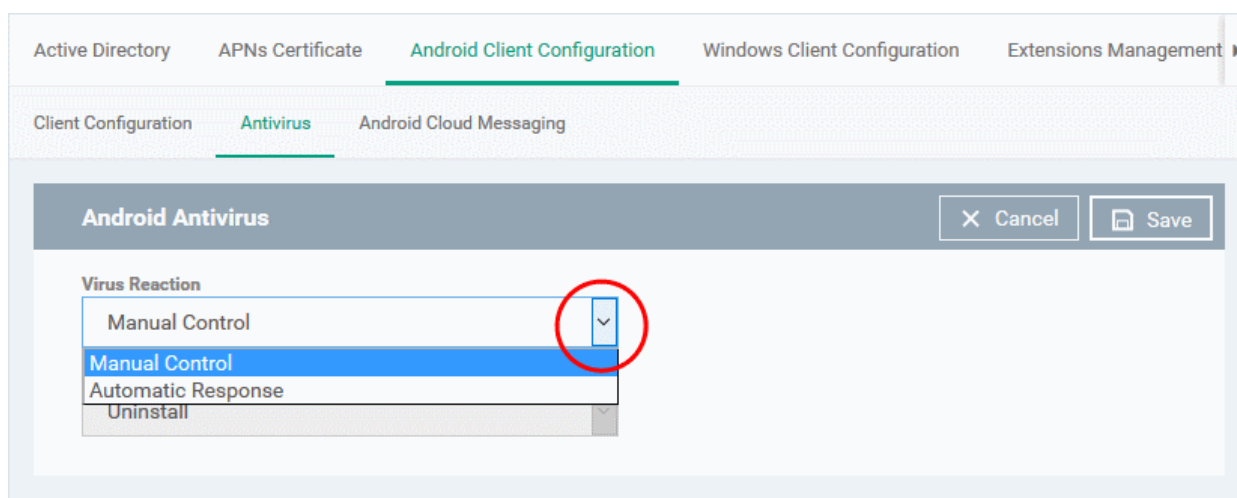 Active Directory APNs Certificate Android Client Configuration Windows Client Configuration Extensions Management
Client Configuration Antivirus Android Cloud Messaging
Android Antivirus Cancel Save
Virus Reaction
Manual Control
Manual Control
Automatic Response
Uninstall